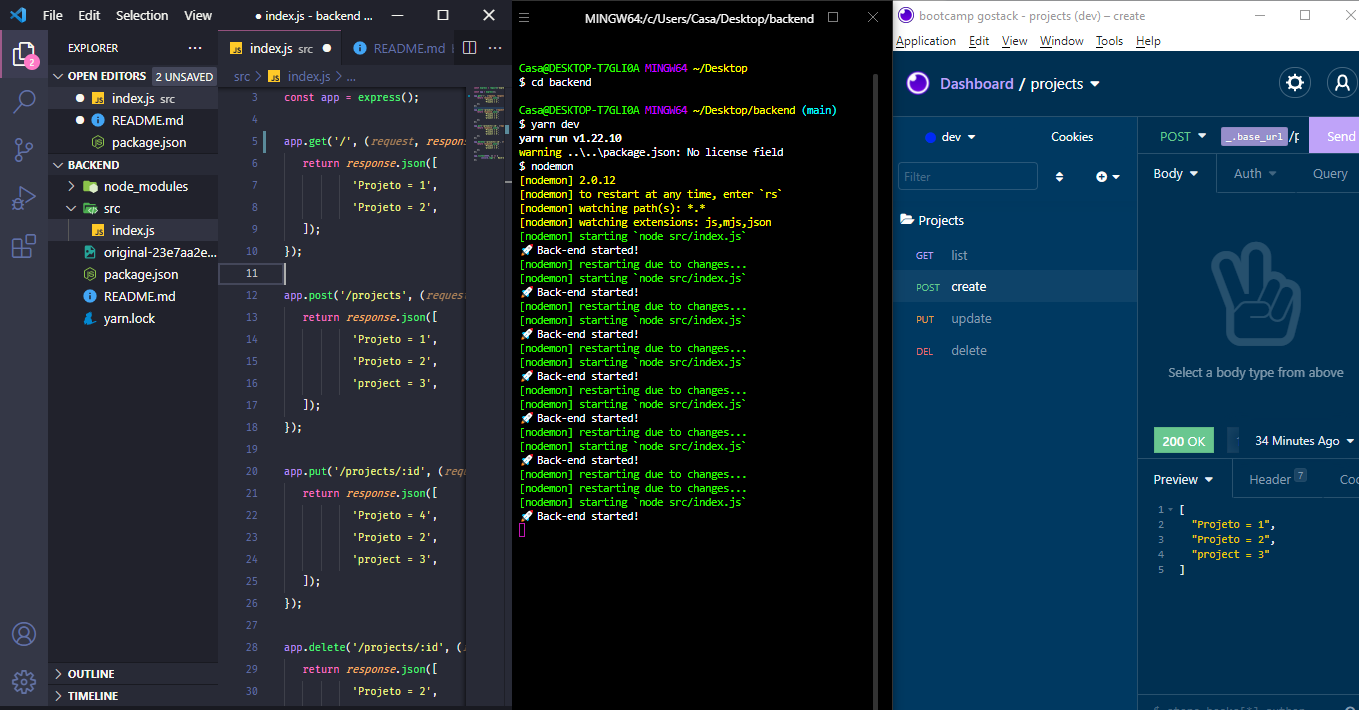 File Edit Selection View
● index.js - backend ...
EXPLORER
OPEN EDITORS 2 UNSAVED
index.js src
README.md
package.json
BACKEND
node_modules
src
index.js
original-23e7aa2e...
package.json
README.md
yarn.lock
OUTLINE
TIMELINE
2
index.js src
README.md
src > index.js > ...
3 const app = express();
4
5 app.get('/', (request, respon
6 return response.json([
7 'Projeto = 1',
8 'Projeto = 2',
9 ]);
10 });
11
12 app.post('/projects', (request
13 return response.json([
14 'Projeto = 1',
15 'Projeto = 2',
16 'project = 3',
17 ]);
18 });
19
20 app.put('/projects/:id', (req
21 return response.json([
22 'Projeto = 4',
23 'Projeto = 2',
24 'project = 3',
25 ]);
26 });
27
28 app.delete('/projects/:id', (
29 return response.json([
30 'Projeto = 2',
MINGW64:/c/Users/Casa/Desktop/backend
Casa@DESKTOP-T7GLI0A MINGW64 ~/Desktop
$ cd backend
Casa@DESKTOP-T7GLI0A MINGW64 ~/Desktop/backend (main)
$ yarn dev
yarn run v1.22.10
warning ..\..\package.json: No license field
$ nodemon
[nodemon] 2.0.12
[nodemon] to restart at any time, enter `rs`
[nodemon] watching path(s): *.*
[nodemon] watching extensions: js,mjs,json
[nodemon] starting `node src/index.js`
🚀 Back-end started!
[nodemon] restarting due to changes...
[nodemon] starting `node src/index.js`
🚀 Back-end started!
[nodemon] restarting due to changes...
[nodemon] starting `node src/index.js`
🚀 Back-end started!
[nodemon] restarting due to changes...
[nodemon] starting `node src/index.js`
🚀 Back-end started!
[nodemon] restarting due to changes...
[nodemon] starting `node src/index.js`
🚀 Back-end started!
[nodemon] restarting due to changes...
[nodemon] starting `node src/index.js`
🚀 Back-end started!
[nodemon] restarting due to changes...
[nodemon] restarting due to changes...
[nodemon] starting `node src/index.js`
🚀 Back-end started!
bootcamp gostack - projects (dev) – create
Application Edit View Window Tools Help
Dashboard / projects
dev Cookies
Filter
Projects
GET list
POST create
PUT update
DEL delete
POST _.base_url /p Send
Body Auth Query
Select a body type from above
200 OK 34 Minutes Ago
Preview Header 7 Coo
1 [
2 "Projeto = 1",
3 "Projeto = 2",
4 "project = 3"
5 ]